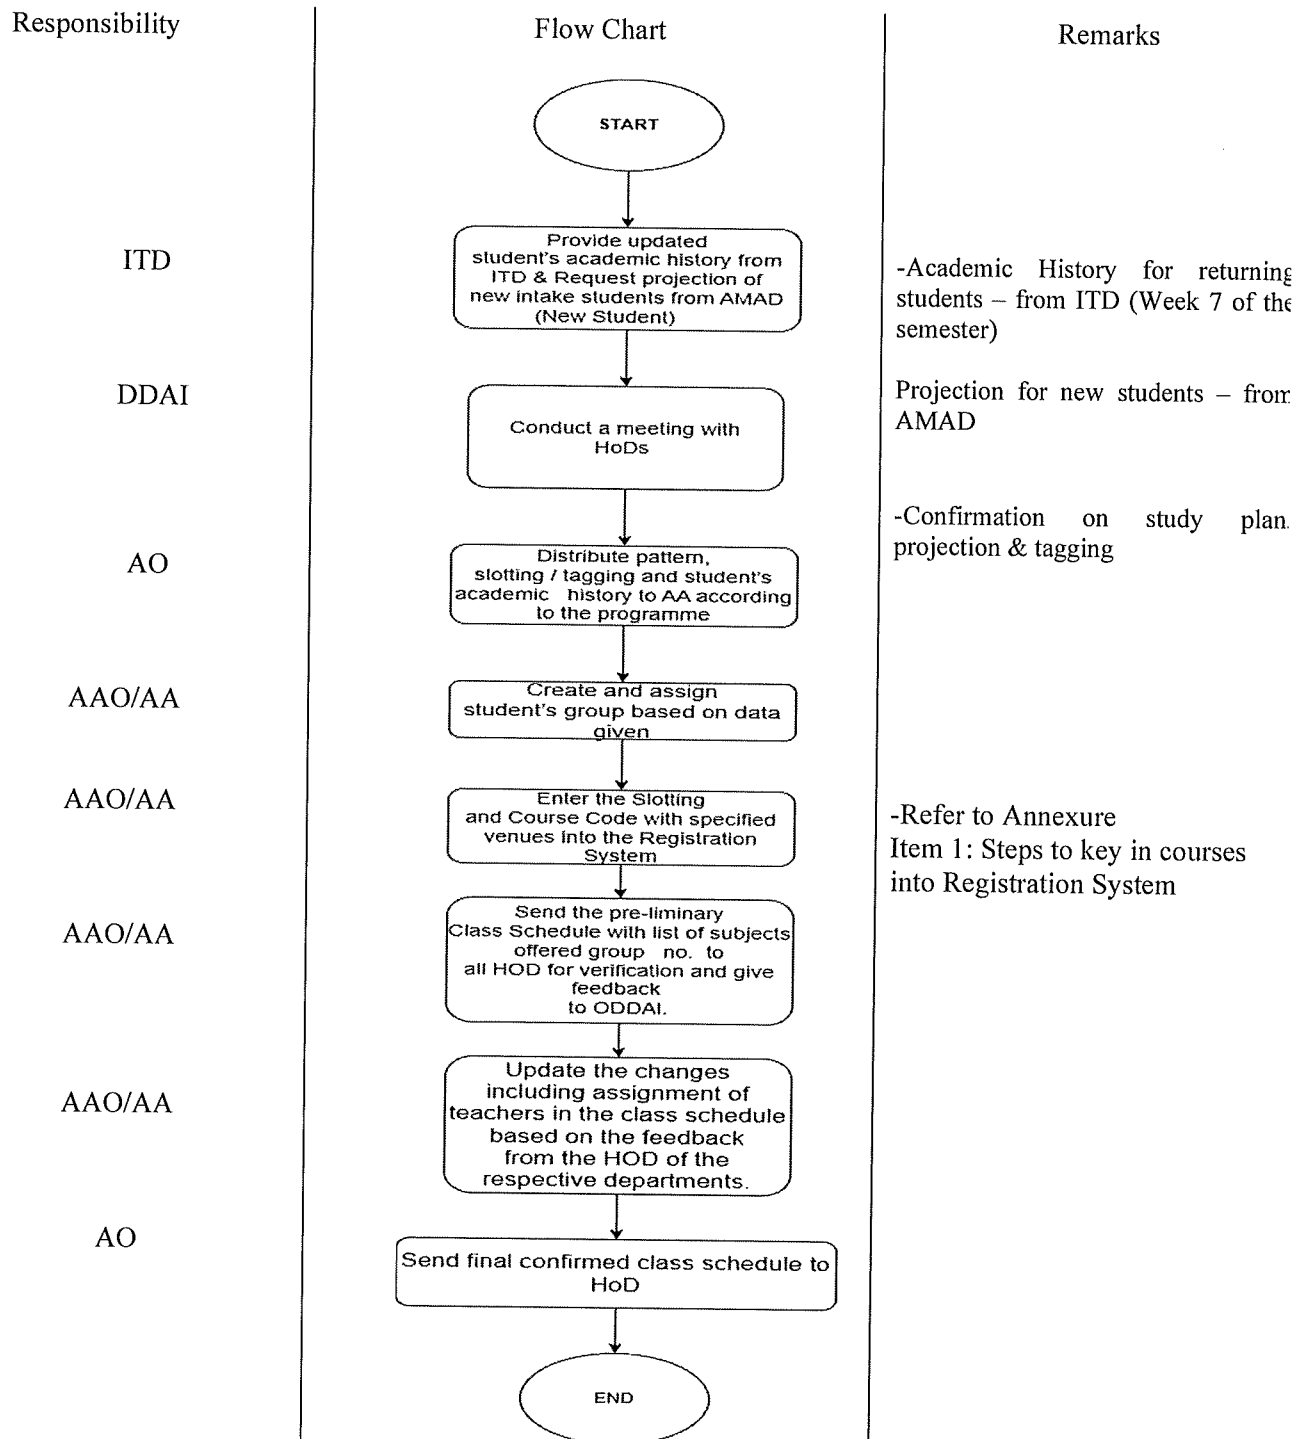 Responsibility
Flow Chart
Remarks
START
ITD
Provide updated
student's academic history from
ITD & Request projection of
new intake students from AMAD
(New Student)
-Academic History for returning
students – from ITD (Week 7 of the
semester)
DDAI
Conduct a meeting with
HoDs
Projection for new students – from
AMAD
-Confirmation on study plan.
projection & tagging
AO
Distribute pattern,
slotting / tagging and student's
academic history to AA according
to the programme
AAO/AA
Create and assign
student's group based on data
given
AAO/AA
Enter the Slotting
and Course Code with specified
venues into the Registration
System
-Refer to Annexure
Item 1: Steps to key in courses
into Registration System
AAO/AA
Send the pre-liminary
Class Schedule with list of subjects
offered group no. to
all HOD for verification and give
feedback
to ODDAI.
AAO/AA
Update the changes
including assignment of
teachers in the class schedule
based on the feedback
from the HOD of the
respective departments.
AO
Send final confirmed class schedule to
HoD
END